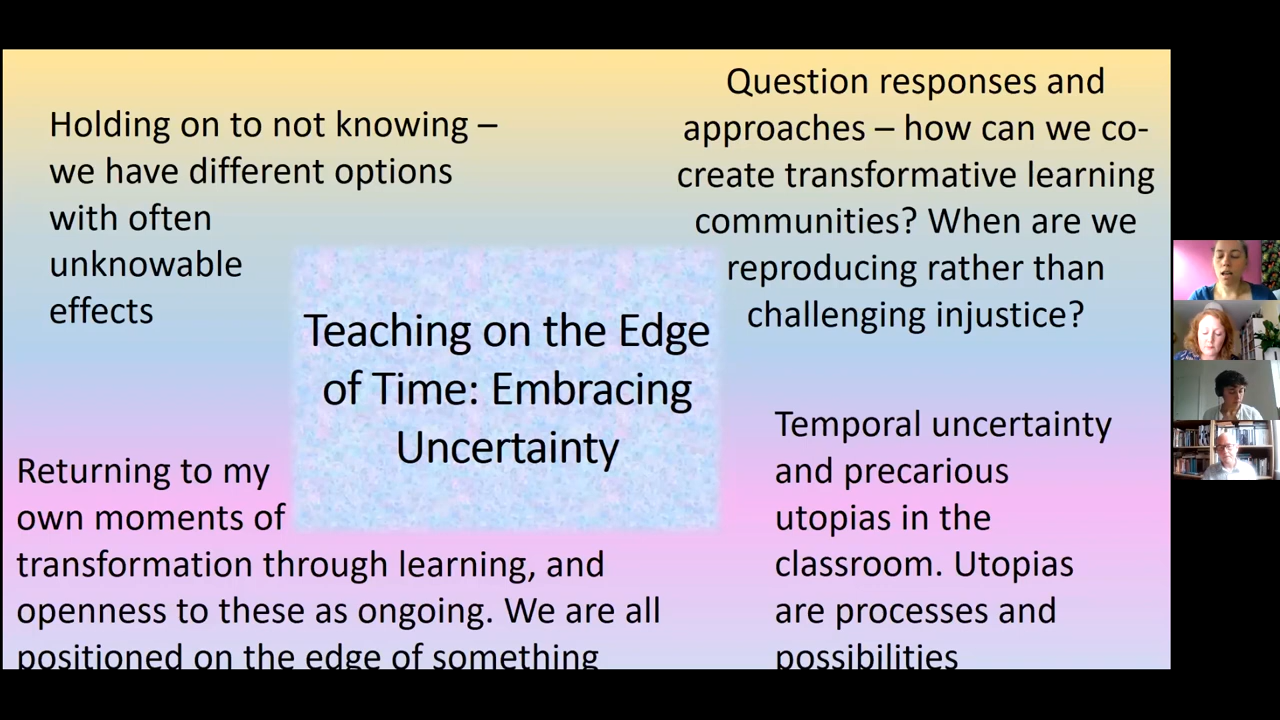 Holding on to not knowing –
we have different options
with often
unknowable
effects
Question responses and
approaches – how can we co-
create transformative learning
communities? When are we
reproducing rather than
challenging injustice?
Teaching on the Edge
of Time: Embracing
Uncertainty
Returning to my
own moments of
transformation through learning, and
openness to these as ongoing. We are all
positioned on the edge of something
Temporal uncertainty
and precarious
utopias in the
classroom. Utopias
are processes and
possibilities